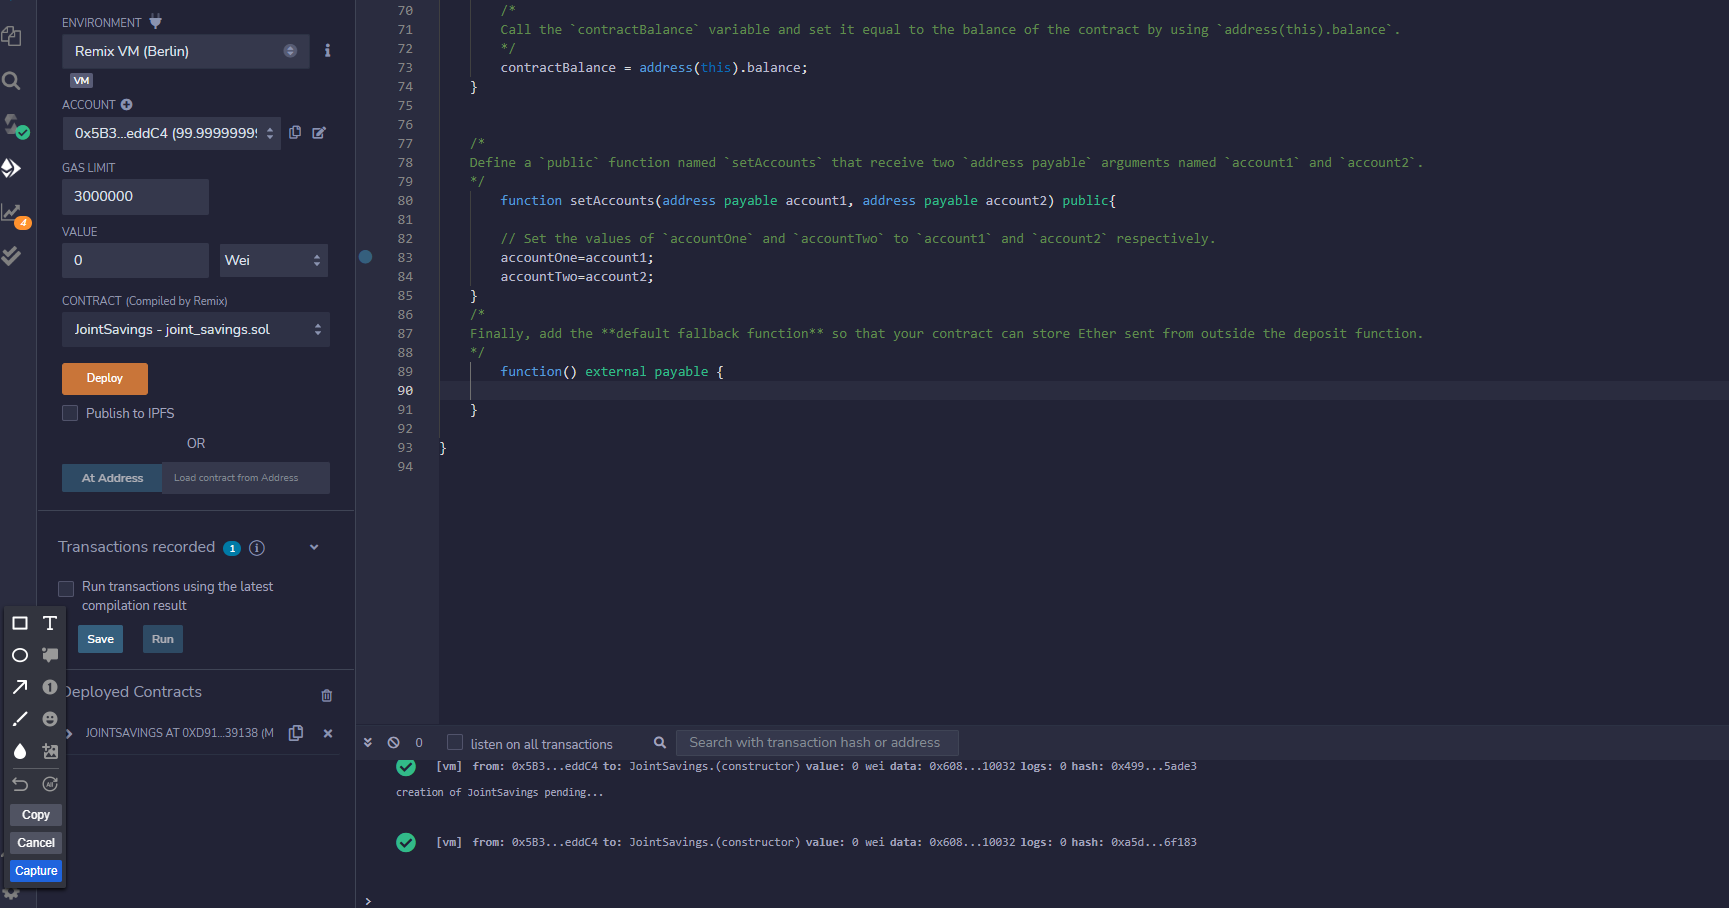 ENVIRONMENT
Remix VM (Berlin)
VM
ACCOUNT
0x5B3...eddC4 (99.99999999
GAS LIMIT
3000000
VALUE
0
Wei
CONTRACT (Compiled by Remix)
JointSavings - joint_savings.sol
Deploy
Publish to IPFS
OR
At Address
Load contract from Address
Transactions recorded 1
Run transactions using the latest
compilation result
Save
Run
Deployed Contracts
JOINTSAVINGS AT 0XD91...39138 (M
4
Copy
Cancel
Capture
70 /*
71 Call the `contractBalance` variable and set it equal to the balance of the contract by using `address(this).balance`.
72 */
73 contractBalance = address(this).balance;
74 }
75
76
77 /*
78 Define a `public` function named `setAccounts` that receive two `address payable` arguments named `account1` and `account2`.
79 */
80 function setAccounts(address payable account1, address payable account2) public{
81
82 // Set the values of `accountOne` and `accountTwo` to `account1` and `account2` respectively.
83 accountOne=account1;
84 accountTwo=account2;
85 }
86 /*
87 Finally, add the **default fallback function** so that your contract can store Ether sent from outside the deposit function.
88 */
89 function() external payable {
90
91 }
92
93 }
94
0
listen on all transactions
Search with transaction hash or address
[vm] from: 0x5B3...eddC4 to: JointSavings.(constructor) value: 0 wei data: 0x608...10032 logs: 0 hash: 0x499...5ade3
creation of JointSavings pending...
[vm] from: 0x5B3...eddC4 to: JointSavings.(constructor) value: 0 wei data: 0x608...10032 logs: 0 hash: 0xa5d...6f183
>